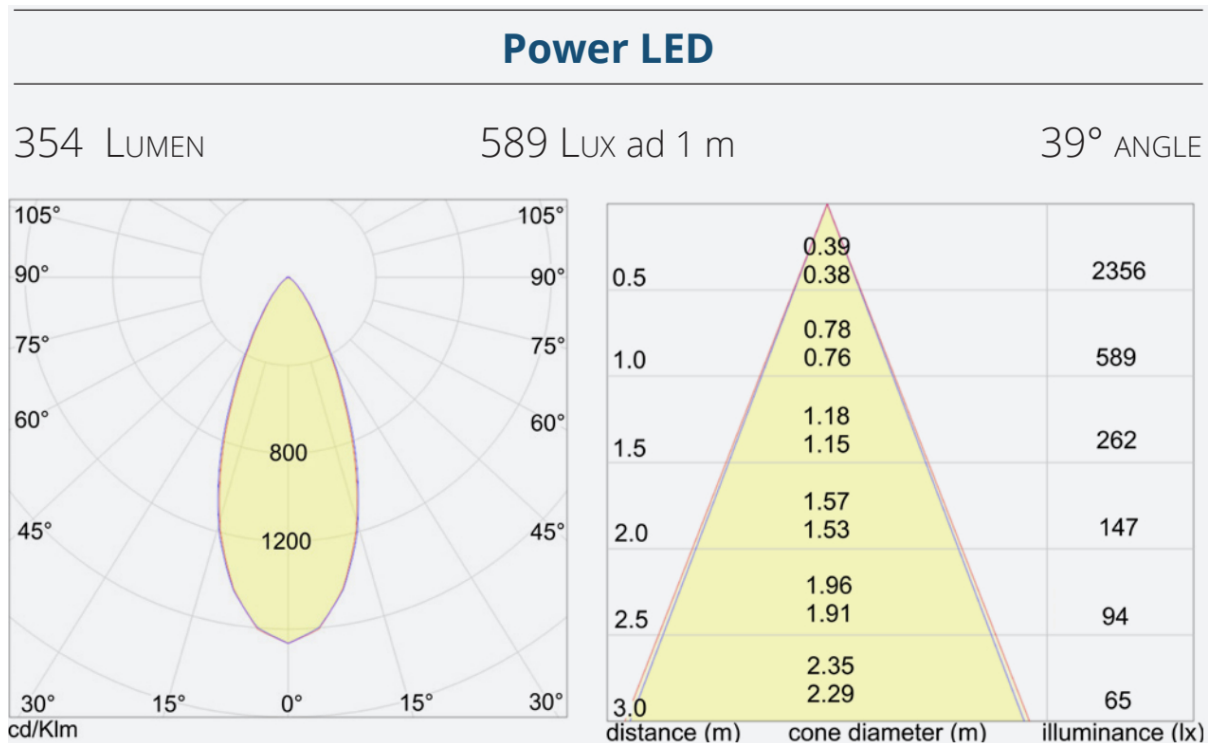 Power LED
354 LUMEN
589 LUX ad 1 m
39° ANGLE
105° 105°
90° 90°
75° 75°
60° 60°
45° 45°
800
1200
30° 15° 0° 15° 30°
cd/Klm
0.39
0.5 0.38 2356
0.78
1.0 0.76 589
1.18
1.5 1.15 262
1.57
2.0 1.53 147
1.96
2.5 1.91 94
2.35
3.0 2.29 65
distance (m) cone diameter (m) illuminance (lx)